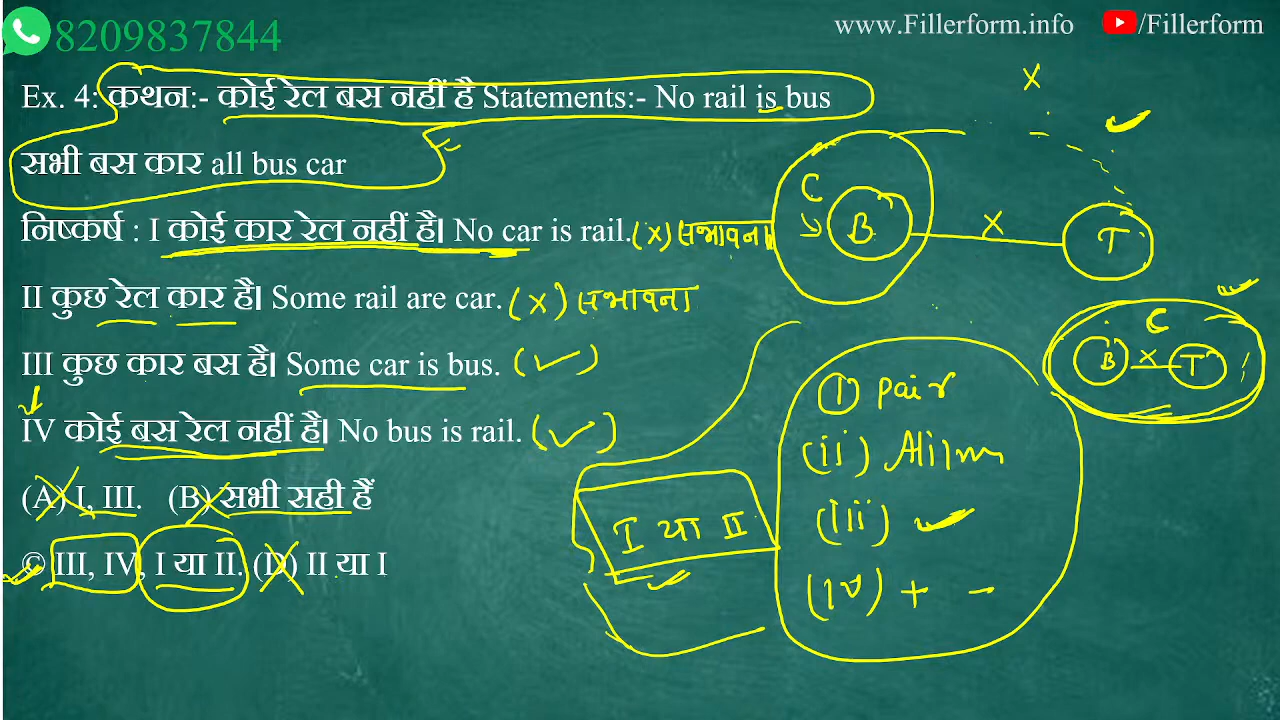 8209837844
www.Fillerform.info
/Fillerform
Ex. 4: कथन:- कोई रेल बस नहीं है Statements:- No rail is bus
सभी बस कार all bus car
निष्कर्ष : I कोई कार रेल नहीं है। No car is rail. (x) संभावना
II कुछ रेल कार है। Some rail are car. (x) संभावना
III कुछ कार बस है। Some car is bus. (✓)
IV कोई बस रेल नहीं है। No bus is rail. (✓)
(A) I, III. (B) सभी सही हैं
© III, IV, I या II. (D) II या I
x
C
B
x
T
C
B x T
I या II
① pair
(ii)
(iii) ✓
(iv) + -